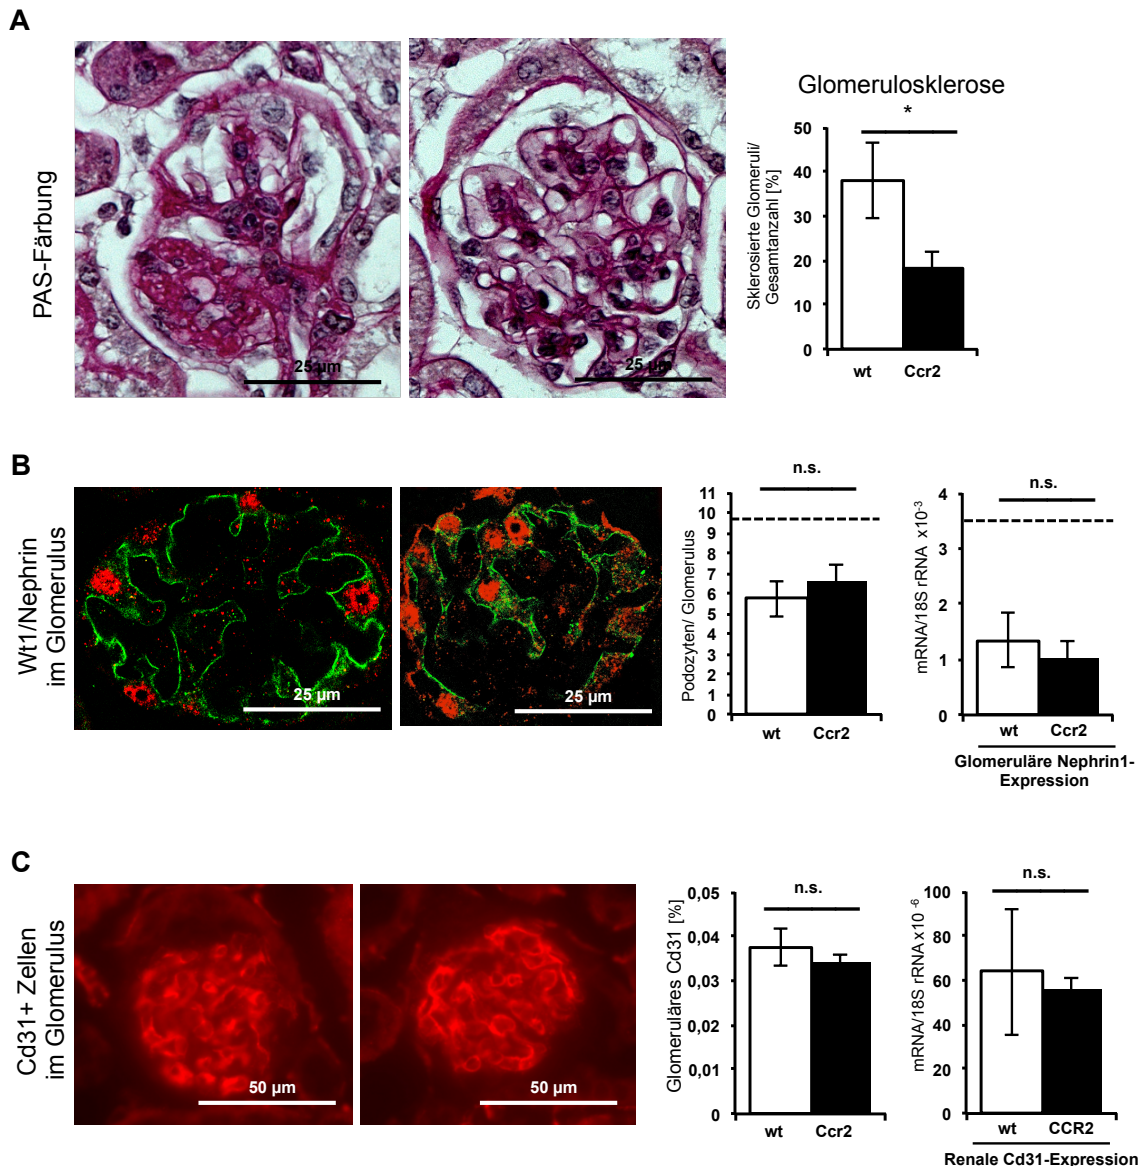 A
PAS-Färbung
25 µm
25 µm
Glomerulosklerose
*
Sklerosierte Glomeruli/
Gesamtanzahl [%]
50
40
30
20
10
0
wt
Ccr2
B
Wt1/Nephrin
im Glomerulus
25 µm
25 µm
n.s.
Podozyten/ Glomerulus
11
10
9
8
7
6
5
4
3
2
1
0
wt
Ccr2
n.s.
mRNA/18S rRNA x10-3
4
3
2
1
0
wt
Ccr2
Glomeruläre Nephrin1-
Expression
C
Cd31+ Zellen
im Glomerulus
50 µm
50 µm
n.s.
Glomeruläres Cd31 [%]
0,05
0,04
0,03
0,02
0,01
0
wt
Ccr2
n.s.
mRNA/18S rRNA x10 -6
100
80
60
40
20
0
wt
CCR2
Renale Cd31-Expression